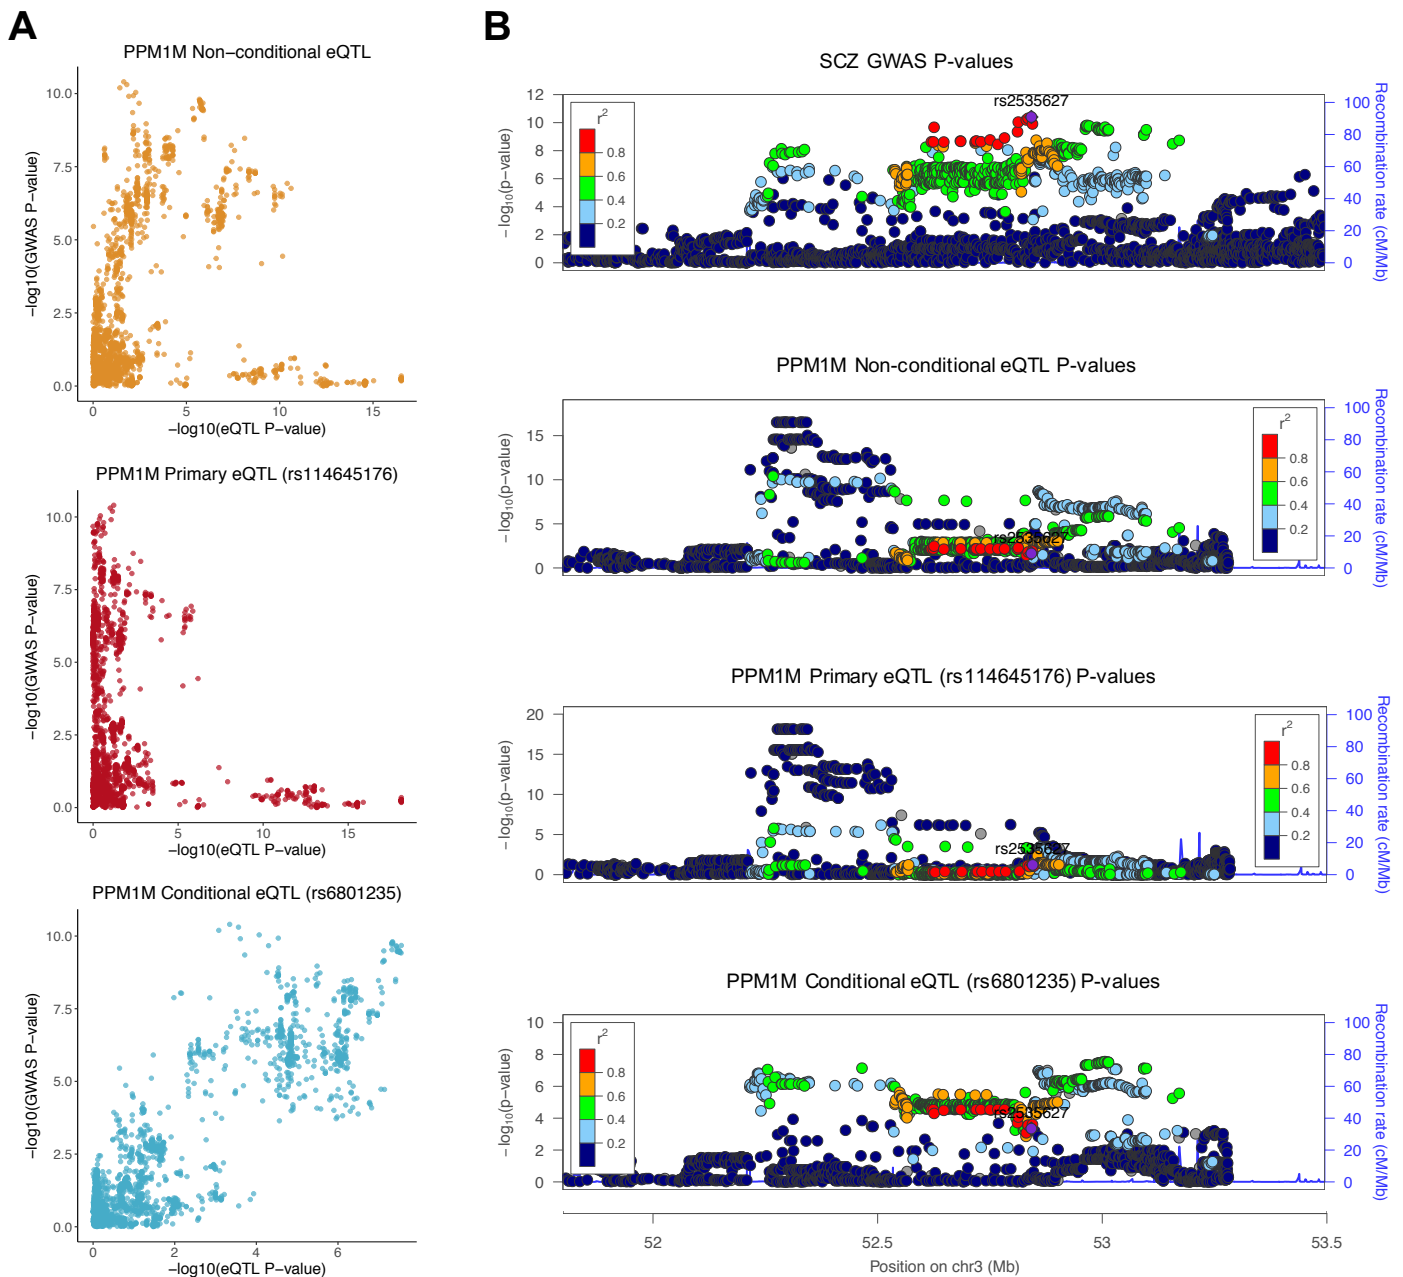 A
PPM1M Non−conditional eQTL
−log10(GWAS P−value)
10.0
7.5
5.0
2.5
0.0
0 5 10 15
−log10(eQTL P−value)
PPM1M Primary eQTL (rs114645176)
−log10(GWAS P−value)
10.0
7.5
5.0
2.5
0.0
0 5 10 15
−log10(eQTL P−value)
PPM1M Conditional eQTL (rs6801235)
−log10(GWAS P−value)
10.0
7.5
5.0
2.5
0.0
0 2 4 6
−log10(eQTL P−value)
B
SCZ GWAS P-values
−log10(p−value)
12
10
8
6
4
2
0
r2
0.8
0.6
0.4
0.2
rs2535627
100
80
60
40
20
0
Recombination rate (cM/Mb)
PPM1M Non-conditional eQTL P-values
−log10(p−value)
15
10
5
0
rs2535627
r2
0.8
0.6
0.4
0.2
100
80
60
40
20
0
Recombination rate (cM/Mb)
PPM1M Primary eQTL (rs114645176) P-values
−log10(p−value)
20
15
10
5
0
rs2535627
r2
0.8
0.6
0.4
0.2
100
80
60
40
20
0
Recombination rate (cM/Mb)
PPM1M Conditional eQTL (rs6801235) P-values
−log10(p−value)
10
8
6
4
2
0
r2
0.8
0.6
0.4
0.2
rs2535627
100
80
60
40
20
0
Recombination rate (cM/Mb)
52 52.5 53 53.5
Position on chr3 (Mb)